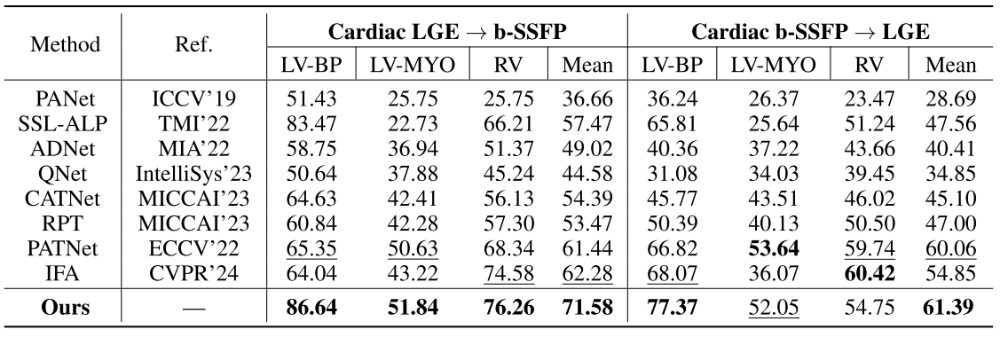 Method Ref. Cardiac LGE → b-SSFP Cardiac b-SSFP → LGE
LV-BP LV-MYO RV Mean LV-BP LV-MYO RV Mean
PANet ICCV'19 51.43 25.75 25.75 36.66 36.24 26.37 23.47 28.69
SSL-ALP TMI'22 83.47 22.73 66.21 57.47 65.81 25.64 51.24 47.56
ADNet MIA'22 58.75 36.94 51.37 49.02 40.36 37.22 43.66 40.41
QNet IntelliSys'23 50.64 37.88 45.24 44.58 31.08 34.03 39.45 34.85
CATNet MICCAI'23 64.63 42.41 56.13 54.39 45.77 43.51 46.02 45.10
RPT MICCAI'23 60.84 42.28 57.30 53.47 50.39 40.13 50.50 47.00
PATNet ECCV'22 65.35 50.63 68.34 61.44 66.82 53.64 59.74 60.06
IFA CVPR'24 64.04 43.22 74.58 62.28 68.07 36.07 60.42 54.85
Ours — 86.64 51.84 76.26 71.58 77.37 52.05 54.75 61.39